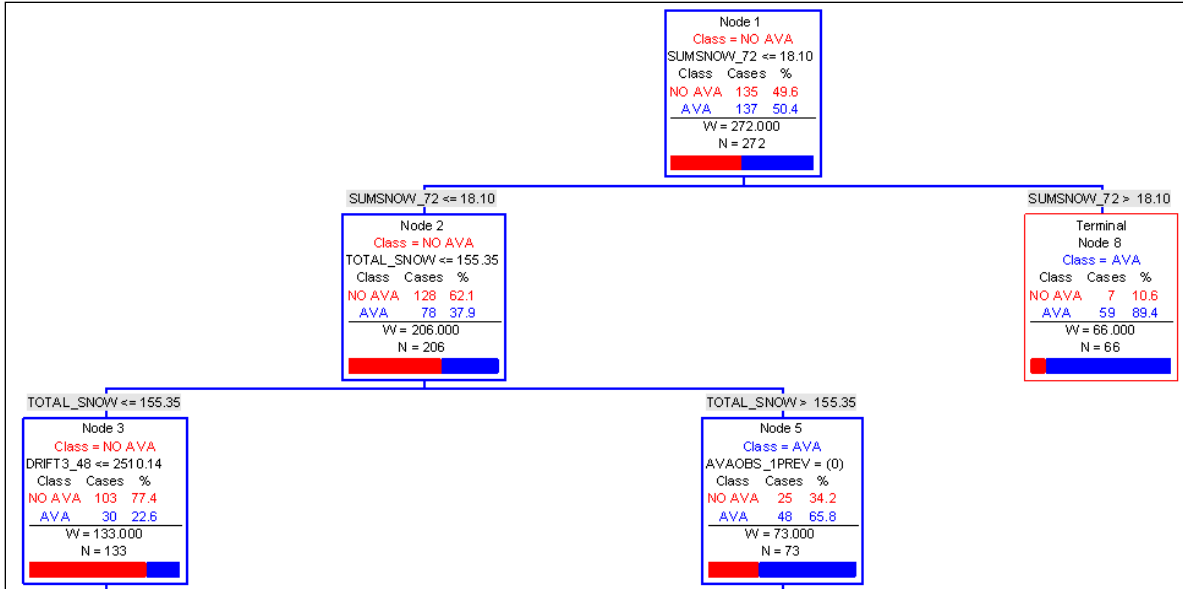 Node 1
Class = NO AVA
SUMSNOW_72 <= 18.10
Class Cases %
NO AVA 135 49.6
AVA 137 50.4
W = 272.000
N = 272
SUMSNOW_72 <= 18.10
SUMSNOW_72 > 18.10
Node 2
Class = NO AVA
TOTAL_SNOW <= 155.35
Class Cases %
NO AVA 128 62.1
AVA 78 37.9
W = 206.000
N = 206
Terminal
Node 8
Class = AVA
Class Cases %
NO AVA 7 10.6
AVA 59 89.4
W = 66.000
N = 66
TOTAL_SNOW <= 155.35
TOTAL_SNOW > 155.35
Node 3
Class = NO AVA
DRIFT3_48 <= 2510.14
Class Cases %
NO AVA 103 77.4
AVA 30 22.6
W = 133.000
N = 133
Node 5
Class = AVA
AVAOBS_1PREV = (0)
Class Cases %
NO AVA 25 34.2
AVA 48 65.8
W = 73.000
N = 73